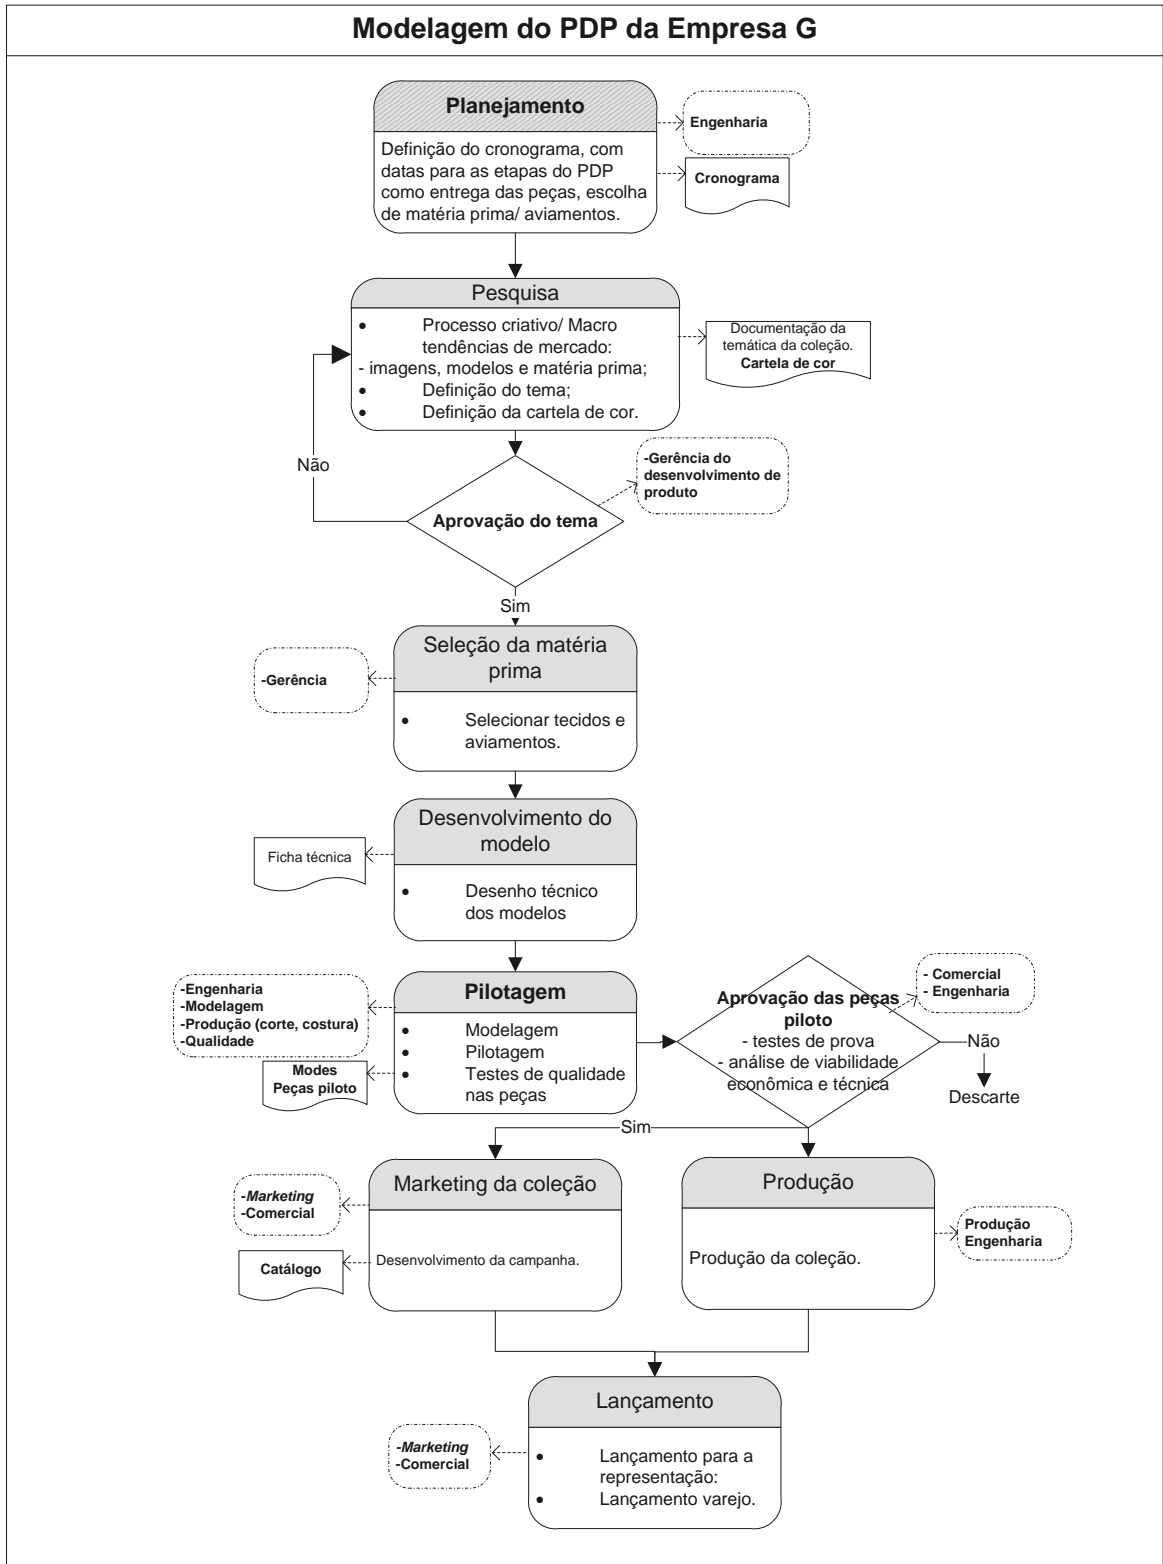 Modelagem do PDP da Empresa G
Planejamento
Definição do cronograma, com
datas para as etapas do PDP
como entrega das peças, escolha
de matéria prima/ aviamentos.
Engenharia
Cronograma
Pesquisa
• Processo criativo/ Macro
tendências de mercado:
- imagens, modelos e matéria prima;
• Definição do tema;
• Definição da cartela de cor.
Documentação da
temática da coleção.
Cartela de cor
Não
Aprovação do tema
-Gerência do
desenvolvimento de
produto
Sim
Seleção da matéria
prima
• Selecionar tecidos e
aviamentos.
-Gerência
Desenvolvimento do
modelo
• Desenho técnico
dos modelos
Ficha técnica
Pilotagem
• Modelagem
• Pilotagem
• Testes de qualidade
nas peças
-Engenharia
-Modelagem
-Produção (corte, costura)
-Qualidade
Modes
Peças piloto
Aprovação das peças
piloto
- testes de prova
- análise de viabilidade
econômica e técnica
- Comercial
- Engenharia
Não
Descarte
Sim
Marketing da coleção
Desenvolvimento da campanha.
-Marketing
-Comercial
Catálogo
Produção
Produção da coleção.
Produção
Engenharia
Lançamento
• Lançamento para a
representação:
• Lançamento varejo.
-Marketing
-Comercial